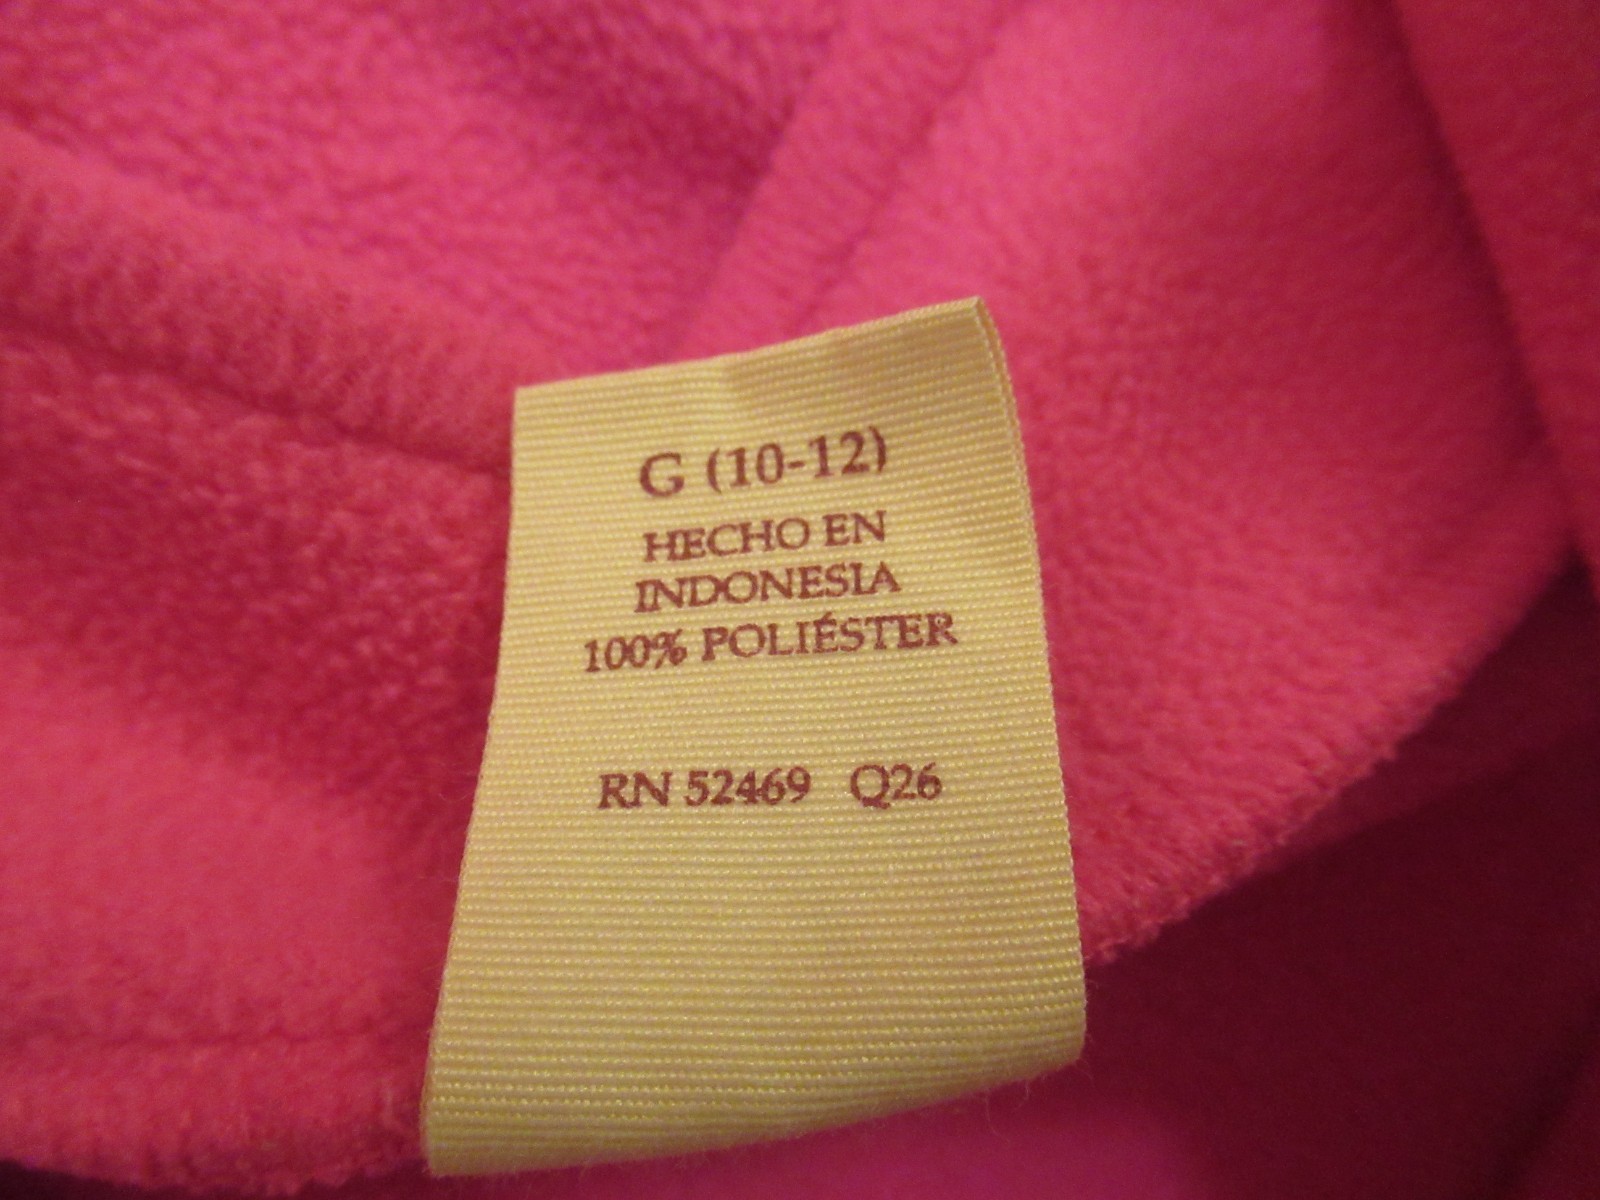 G (10-12)
HECHO EN
INDONESIA
100% POLIÉSTER
RN 52469 Q26